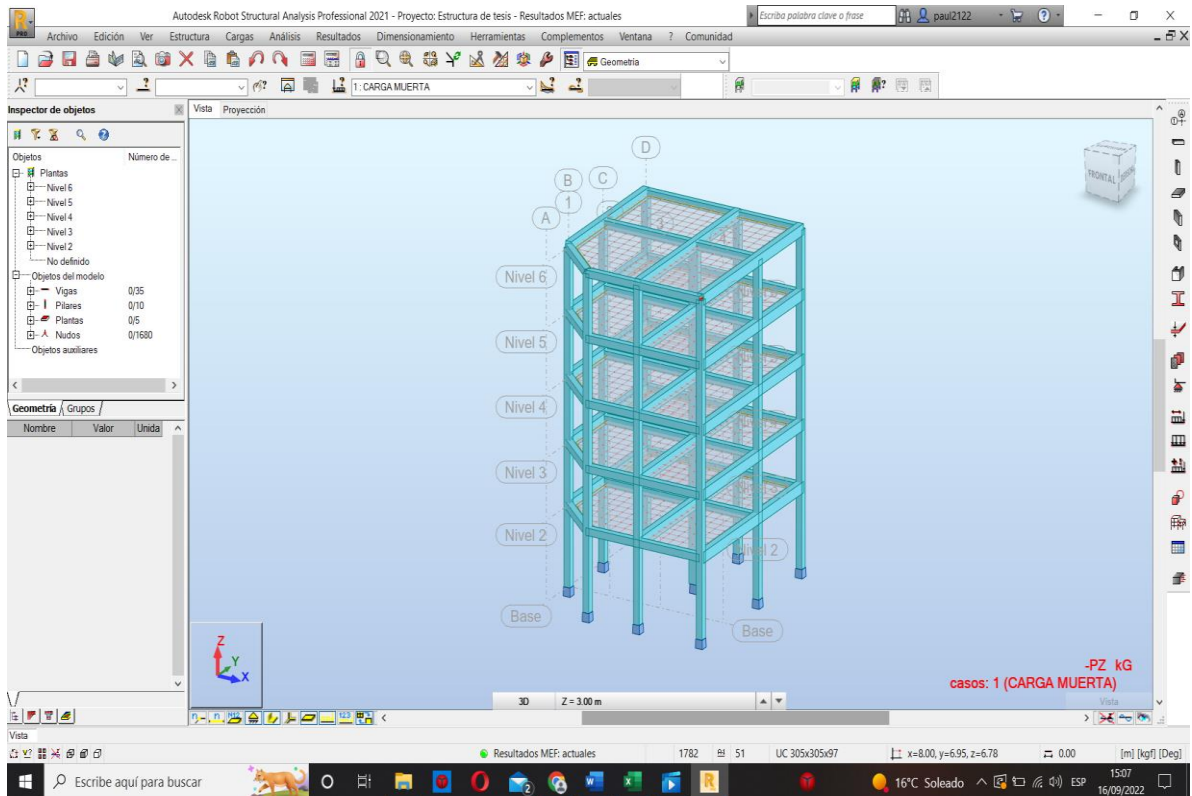 PRO
Autodesk Robot Structural Analysis Professional 2021 - Proyecto: Estructura de tesis - Resultados MEF: actuales
Escriba palabra clave o frase
paul2122
Archivo Edición Ver Estructura Cargas Análisis Resultados Dimensionamiento Herramientas Complementos Ventana ? Comunidad
Geometría
1 : CARGA MUERTA
Inspector de objetos
Vista Proyección
Objetos Número de ...
Plantas
Nivel 6
Nivel 5
Nivel 4
Nivel 3
Nivel 2
No definido
Objetos del modelo
Vigas 0/35
Pilares 0/10
Plantas 0/5
Nudos 0/1680
Objetos auxiliares
Geometría Grupos
Nombre Valor Unida
D
C
B
1
A
Nivel 6
Nivel 5
Nivel 4
Nivel 3
Nivel 2
Nivel 2
Base
Base
FRONTAL
Z
Y
X
-PZ kG
casos: 1 (CARGA MUERTA)
Vista
3D Z = 3.00 m
Vista
Resultados MEF: actuales 1782 51 UC 305x305x97 x=8.00, y=6.95, z=6.78 0.00 [m] [kgf] [Deg]
Escribe aquí para buscar
16°C Soleado ESP 15:07
16/09/2022